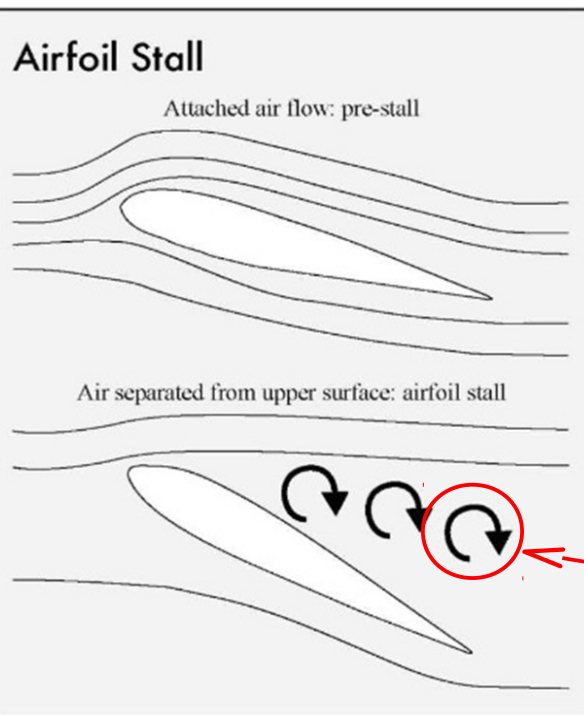 Airfoil Stall
Attached air flow: pre-stall
Air separated from upper surface: airfoil stall